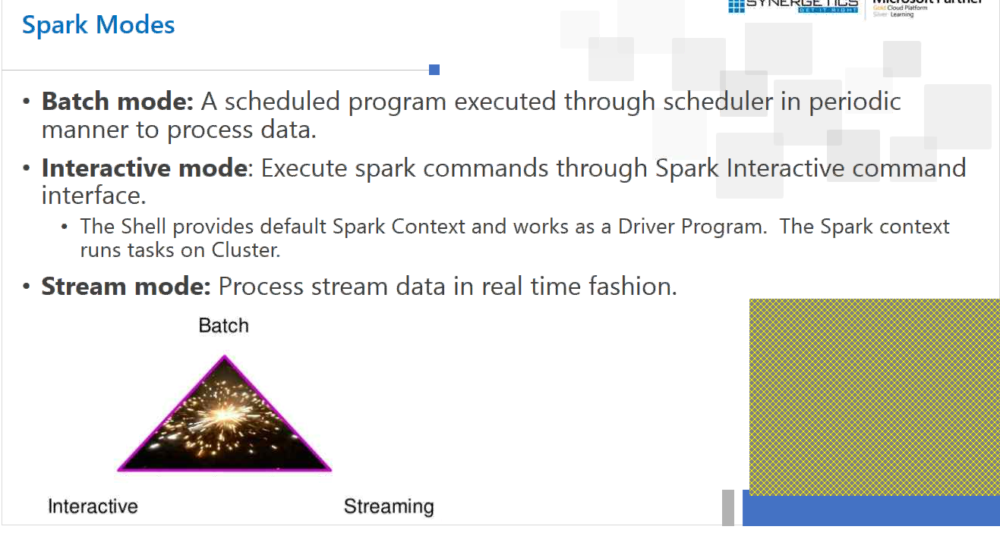 Spark Modes
SYNERGETICS
GET IT RIGHT
Microsoft Partner
Gold Cloud Platform
Silver Learning
• Batch mode: A scheduled program executed through scheduler in periodic
manner to process data.
• Interactive mode: Execute spark commands through Spark Interactive command
interface.
• The Shell provides default Spark Context and works as a Driver Program. The Spark context
runs tasks on Cluster.
• Stream mode: Process stream data in real time fashion.
Batch
Interactive
Streaming